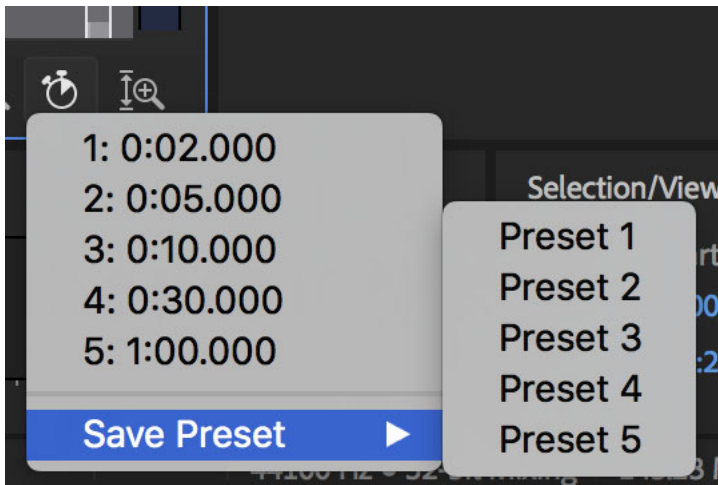 1: 0:02.000
2: 0:05.000
3: 0:10.000
4: 0:30.000
5: 1:00.000
Save Preset
Selection/View
Preset 1
Preset 2
Preset 3
Preset 4
Preset 5